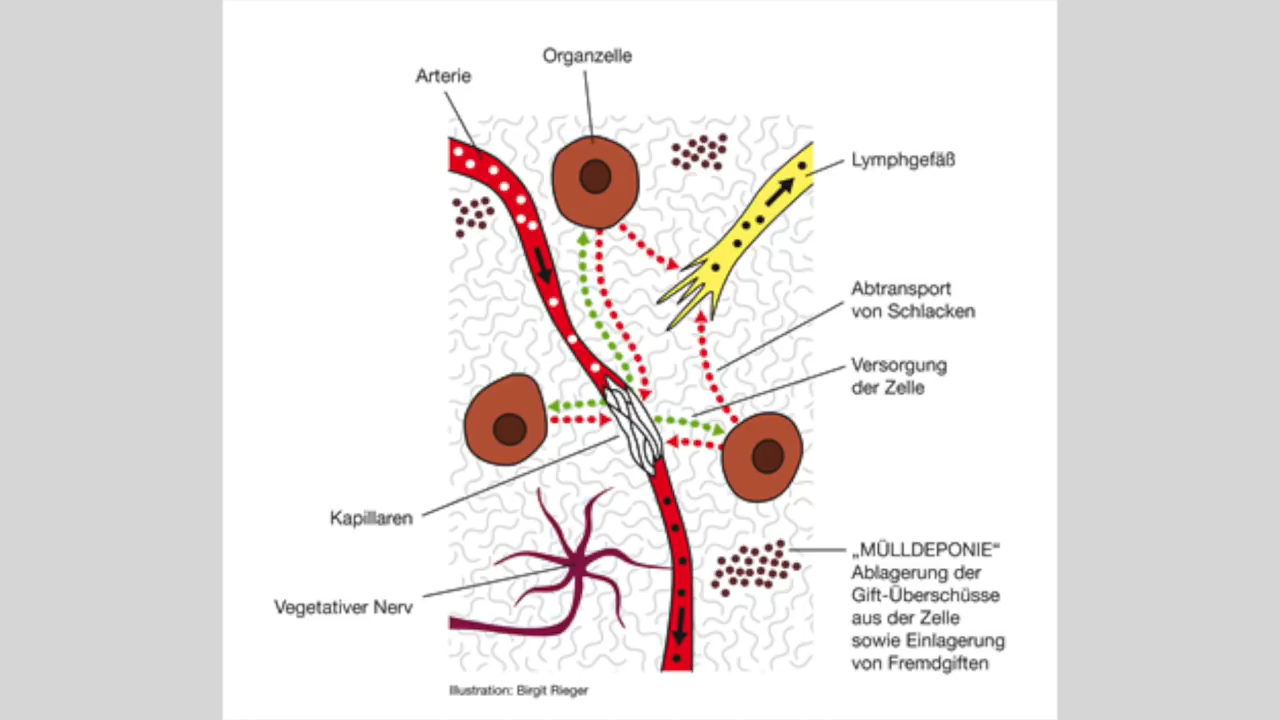 Organzelle
Arterie
Lymphgefäß
Abtransport
von Schlacken
Versorgung
der Zelle
Kapillaren
Vegetativer Nerv
„MÜLLDEPONIE“
Ablagerung der
Gift-Überschüsse
aus der Zelle
sowie Einlagerung
von Fremdgiften
Illustration: Birgit Rieger